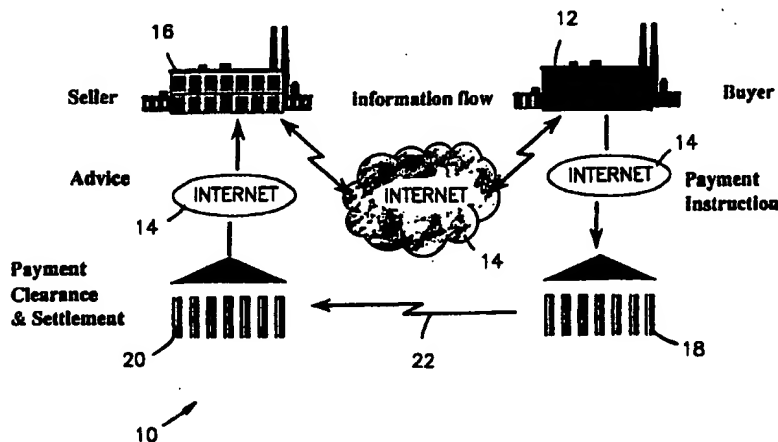 16
12
Seller
information flow
Buyer
14
Advice
INTERNET
INTERNET
INTERNET
Payment
Instruction
14
14
Payment
Clearance
& Settlement
20
22
18
10